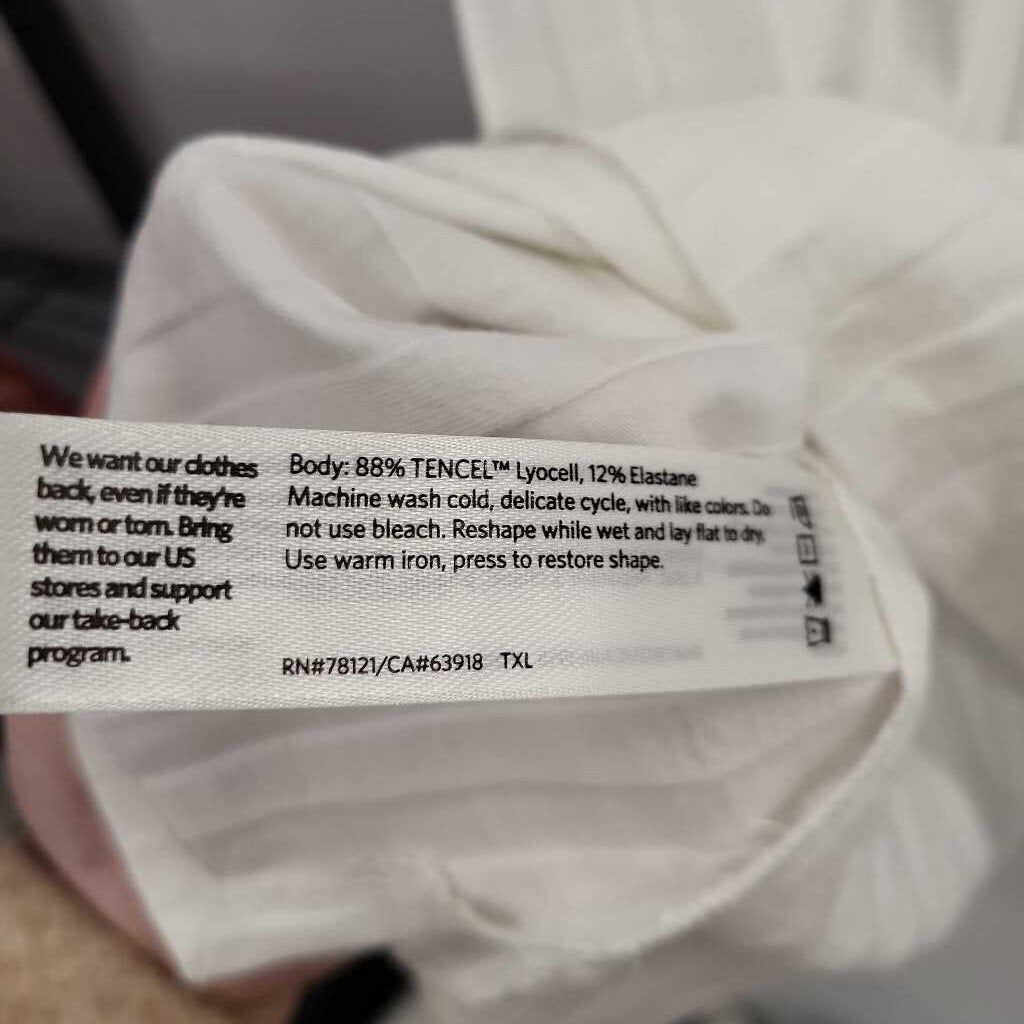 We want our clothes
back, even if they're
worn or torn. Bring
them to our US
stores and support
our take-back
program.
Body: 88% TENCEL™ Lyocell, 12% Elastane
Machine wash cold, delicate cycle, with like colors. Do
not use bleach. Reshape while wet and lay flat to dry.
Use warm iron, press to restore shape.
RN#78121/CA#63918 TXL